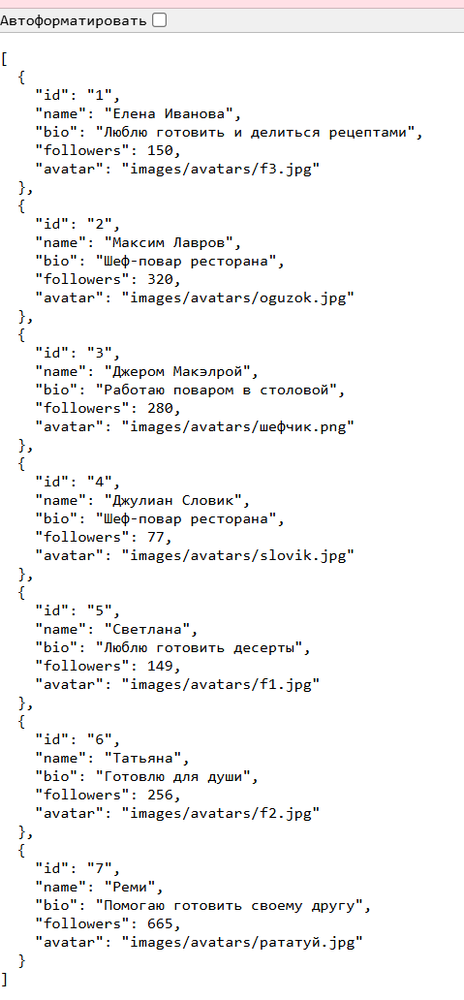 Автоформатировать
[
  {
    "id": "1",
    "name": "Елена Иванова",
    "bio": "Люблю готовить и делиться рецептами",
    "followers": 150,
    "avatar": "images/avatars/f3.jpg"
  },
  {
    "id": "2",
    "name": "Максим Лавров",
    "bio": "Шеф-повар ресторана",
    "followers": 320,
    "avatar": "images/avatars/oguzok.jpg"
  },
  {
    "id": "3",
    "name": "Джером Макэлрой",
    "bio": "Работаю поваром в столовой",
    "followers": 280,
    "avatar": "images/avatars/шефчик.png"
  },
  {
    "id": "4",
    "name": "Джулиан Словик",
    "bio": "Шеф-повар ресторана",
    "followers": 77,
    "avatar": "images/avatars/slovik.jpg"
  },
  {
    "id": "5",
    "name": "Светлана",
    "bio": "Люблю готовить десерты",
    "followers": 149,
    "avatar": "images/avatars/f1.jpg"
  },
  {
    "id": "6",
    "name": "Татьяна",
    "bio": "Готовлю для души",
    "followers": 256,
    "avatar": "images/avatars/f2.jpg"
  },
  {
    "id": "7",
    "name": "Реми",
    "bio": "Помогаю готовить своему другу",
    "followers": 665,
    "avatar": "images/avatars/рататуй.jpg"
  }
]